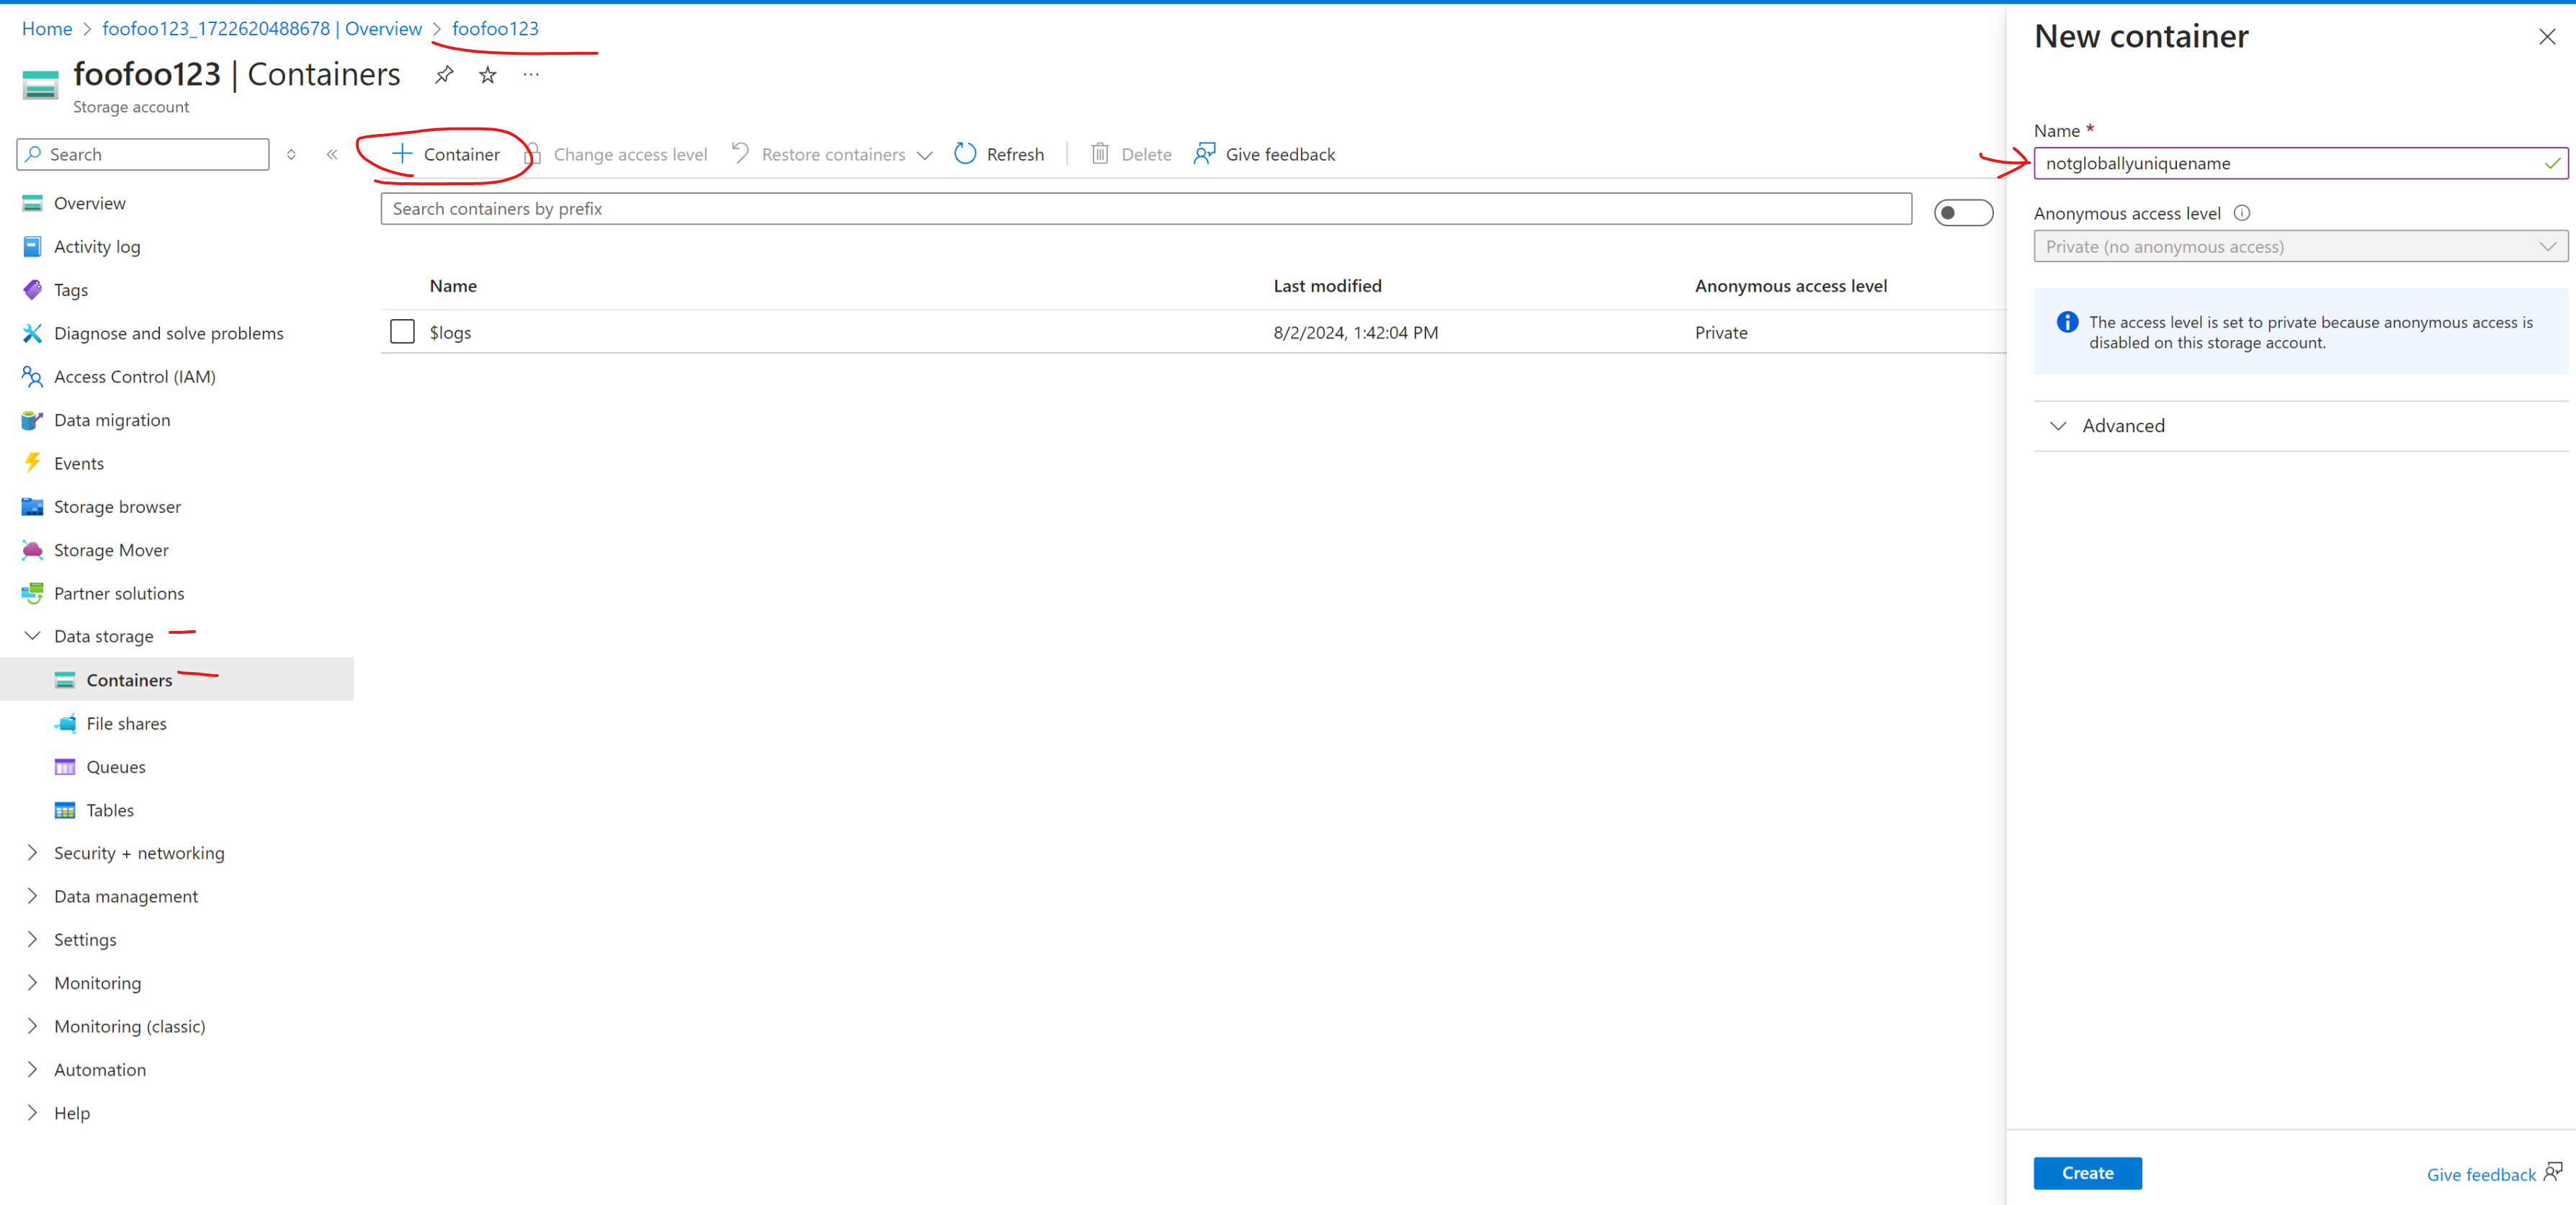 Home > foofoo123_1722620488678 | Overview > foofoo123
foofoo123 | Containers
Storage account
Search
Overview
Activity log
Tags
Diagnose and solve problems
Access Control (IAM)
Data migration
Events
Storage browser
Storage Mover
Partner solutions
Data storage
Containers
File shares
Queues
Tables
Security + networking
Data management
Settings
Monitoring
Monitoring (classic)
Automation
Help
+ Container Change access level Restore containers Refresh Delete Give feedback
Search containers by prefix
Name Last modified Anonymous access level
$logs 8/2/2024, 1:42:04 PM Private
New container
Name *
notgloballyuniquename
Anonymous access level
Private (no anonymous access)
The access level is set to private because anonymous access is
disabled on this storage account.
Advanced
Create Give feedback